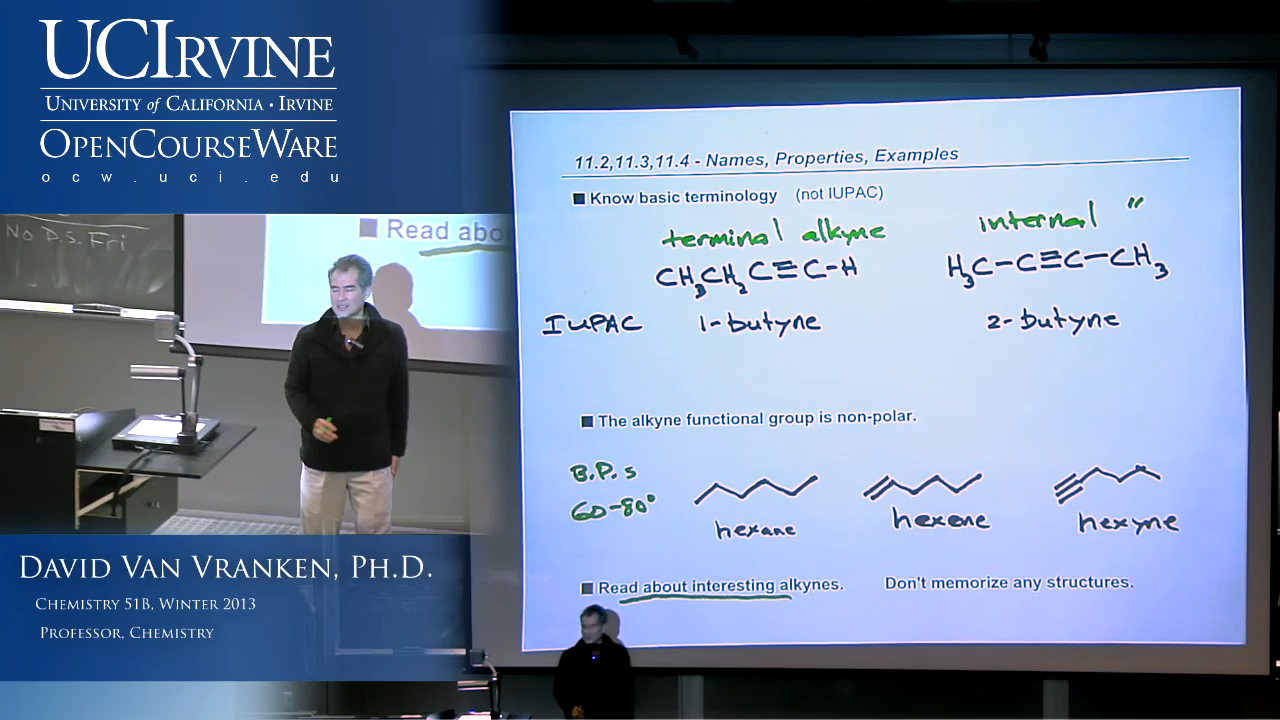 UCIRVINE
UNIVERSITY of CALIFORNIA · IRVINE
OPENCOURSEWARE
ocw.uci.edu
No D.S. Fri
Read abo
DAVID VAN VRANKEN, PH.D.
CHEMISTRY 51B, WINTER 2013
PROFESSOR, CHEMISTRY
11.2,11.3,11.4 - Names, Properties, Examples
■ Know basic terminology (not IUPAC)
terminal alkyne internal "
CH₃CH₂C≡C-H H₃C-C≡C-CH₃
IUPAC 1-butyne 2-butyne
■ The alkyne functional group is non-polar.
B.P.s
60-80°
hexane hexene hexyne
■ Read about interesting alkynes. Don't memorize any structures.